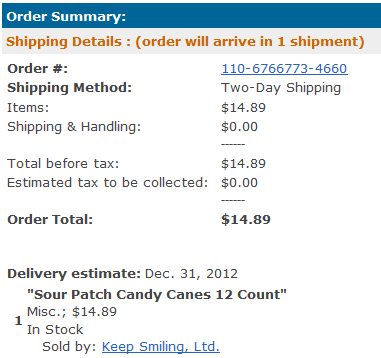 Order Summary:
Shipping Details : (order will arrive in 1 shipment)
Order #: 110-6766773-4660
Shipping Method: Two-Day Shipping
Items: $14.89
Shipping & Handling: $0.00
------
Total before tax: $14.89
Estimated tax to be collected: $0.00
------
Order Total: $14.89
Delivery estimate: Dec. 31, 2012
"Sour Patch Candy Canes 12 Count"
1 Misc.; $14.89
In Stock
Sold by: Keep Smiling, Ltd.